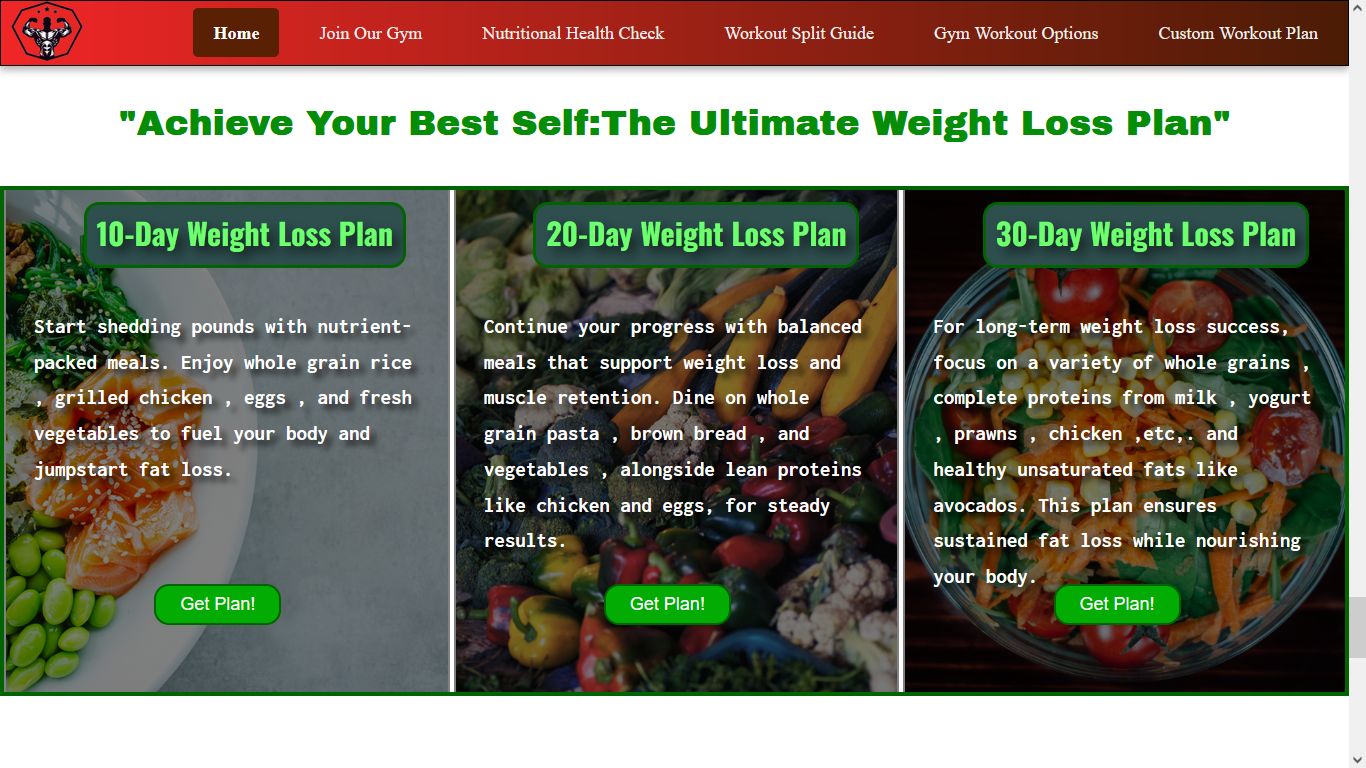 Home Join Our Gym Nutritional Health Check Workout Split Guide Gym Workout Options Custom Workout Plan
"Achieve Your Best Self:The Ultimate Weight Loss Plan"
10-Day Weight Loss Plan
Start shedding pounds with nutrient-
packed meals. Enjoy whole grain rice
, grilled chicken , eggs , and fresh
vegetables to fuel your body and
jumpstart fat loss.
Get Plan!
20-Day Weight Loss Plan
Continue your progress with balanced
meals that support weight loss and
muscle retention. Dine on whole
grain pasta , brown bread , and
vegetables , alongside lean proteins
like chicken and eggs, for steady
results.
Get Plan!
30-Day Weight Loss Plan
For long-term weight loss success,
focus on a variety of whole grains ,
complete proteins from milk , yogurt
, prawns , chicken ,etc,. and
healthy unsaturated fats like
avocados. This plan ensures
sustained fat loss while nourishing
your body.
Get Plan!